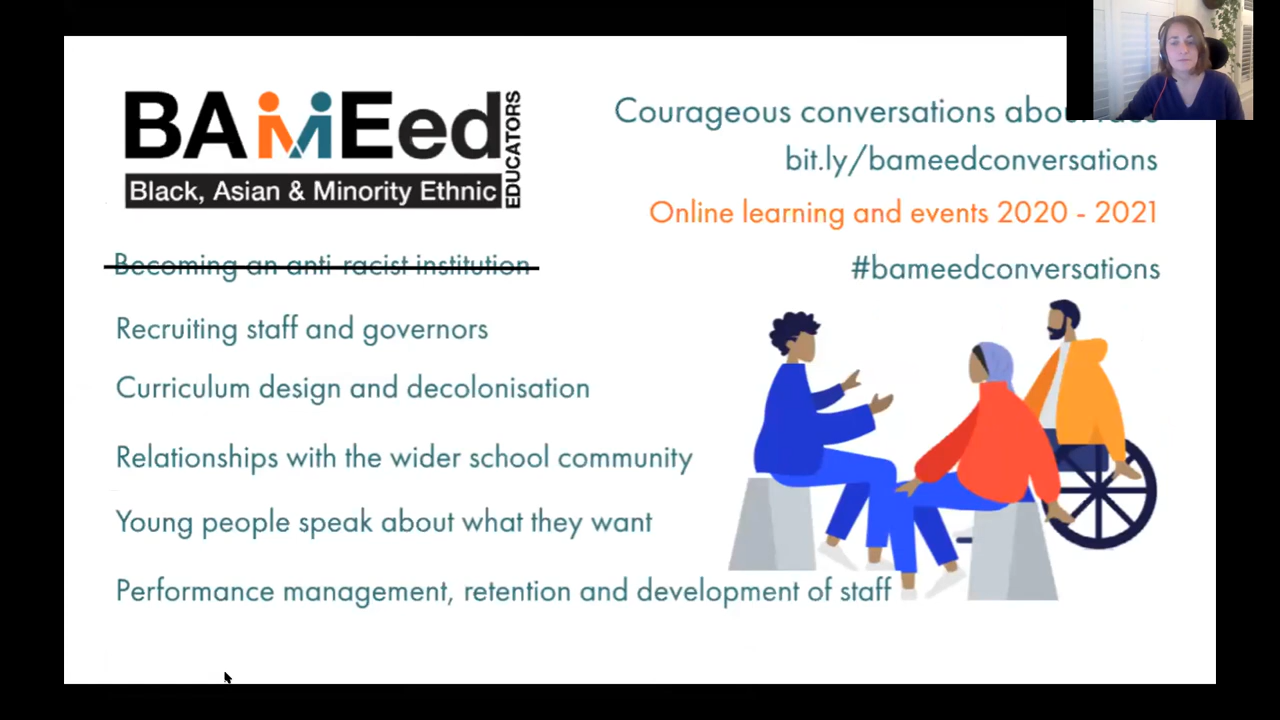 BAMEed
EDUCATORS
Black, Asian & Minority Ethnic
Courageous conversations about race
bit.ly/bameedconversations
Online learning and events 2020 - 2021
#bameedconversations
Becoming an anti-racist institution
Recruiting staff and governors
Curriculum design and decolonisation
Relationships with the wider school community
Young people speak about what they want
Performance management, retention and development of staff